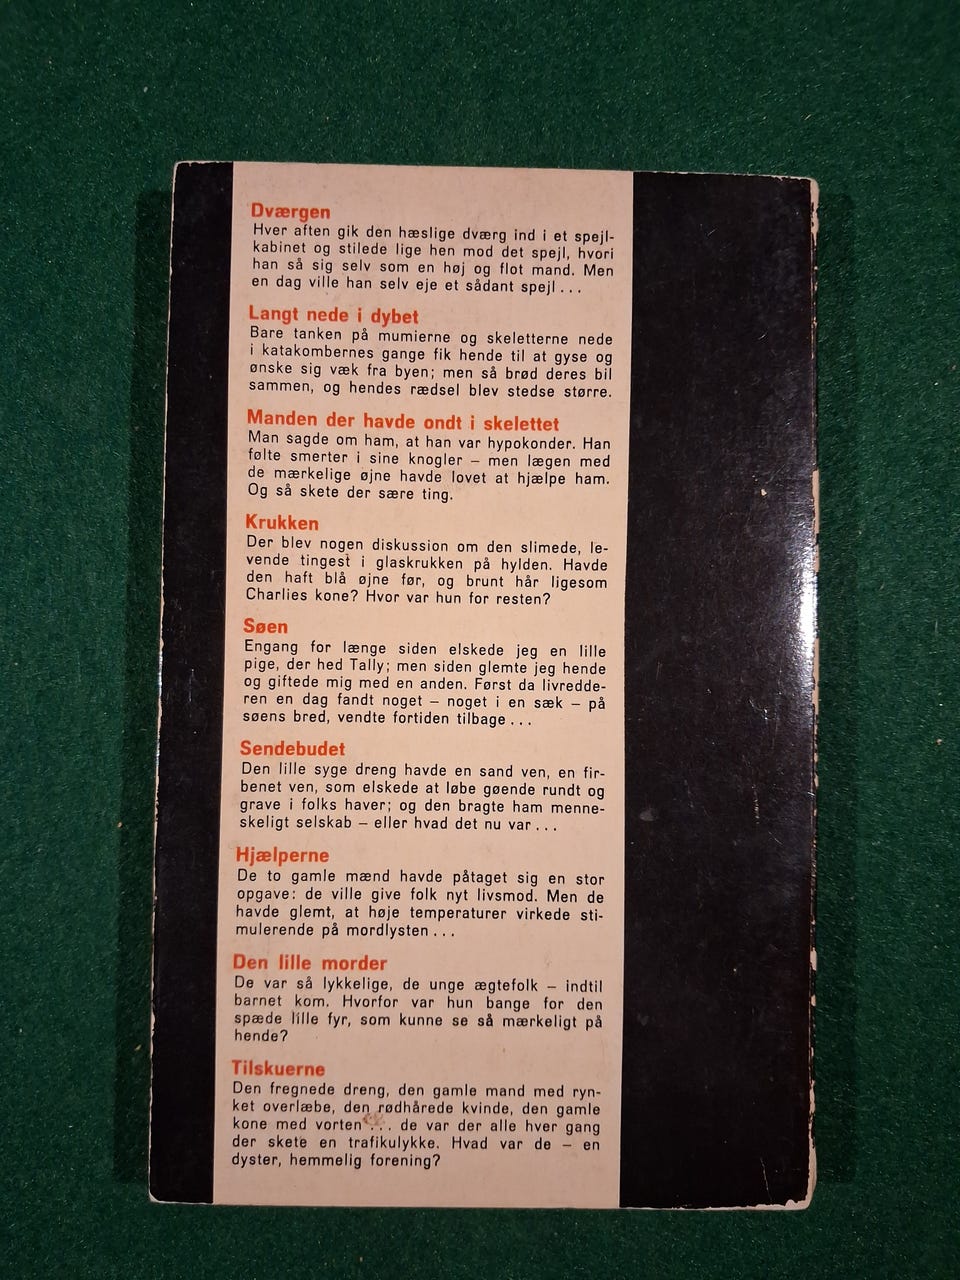 Dværgen
Hver aften gik den hæslige dværg ind i et spejl-
kabinet og stilede lige hen mod det spejl, hvori
han så sig selv som en høj og flot mand. Men
en dag ville han selv eje et sådant spejl...
Langt nede i dybet
Bare tanken på mumierne og skeletterne nede
i katakombernes gange fik hende til at gyse og
ønske sig væk fra byen; men så brød deres bil
sammen, og hendes rædsel blev stedse større.
Manden der havde ondt i skelettet
Man sagde om ham, at han var hypokonder. Han
følte smerter i sine knogler – men lægen med
de mærkelige øjne havde lovet at hjælpe ham.
Og så skete der sære ting.
Krukken
Der blev nogen diskussion om den slimede, le-
vende tingest i glaskrukken på hylden. Havde
den haft blå øjne før, og brunt hår ligesom
Charlies kone? Hvor var hun for resten?
Søen
Engang for længe siden elskede jeg en lille
pige, der hed Tally; men siden glemte jeg hende
og giftede mig med en anden. Først da livredde-
ren en dag fandt noget – noget i en sæk – på
søens bred, vendte fortiden tilbage...
Sendebudet
Den lille syge dreng havde en sand ven, en fir-
benet ven, som elskede at løbe gøende rundt og
grave i folks haver; og den bragte ham menne-
skeligt selskab – eller hvad det nu var...
Hjælperne
De to gamle mænd havde påtaget sig en stor
opgave: de ville give folk nyt livsmod. Men de
havde glemt, at høje temperaturer virkede sti-
mulerende på mordlysten...
Den lille morder
De var så lykkelige, de unge ægtefolk – indtil
barnet kom. Hvorfor var hun bange for den
spæde lille fyr, som kunne se så mærkeligt på
hende?
Tilskuerne
Den fregnede dreng, den gamle mand med ryn-
ket overlæbe, den rødhårede kvinde, den gamle
kone med vorten... de var der alle hver gang
der skete en trafikulykke. Hvad var de – en
dyster, hemmelig forening?